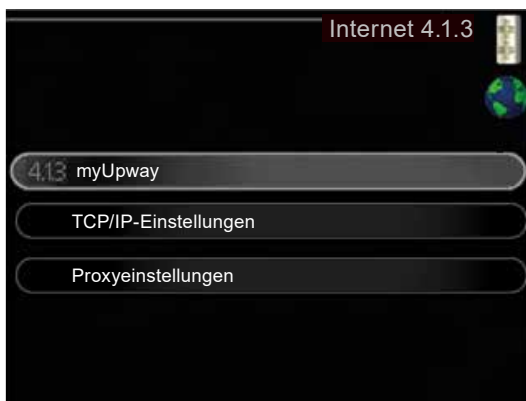 Internet 4.1.3
4.1.3 myUpway
TCP/IP-Einstellungen
Proxyeinstellungen